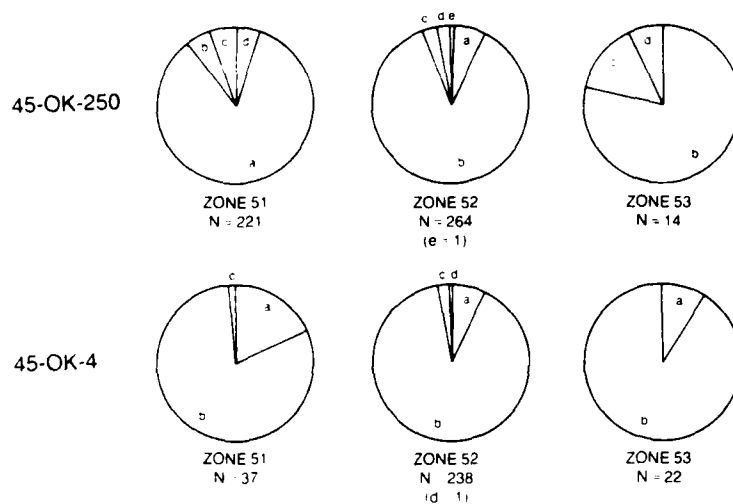 c d e
b c d a d
45-OK-250
a b b
ZONE 51 ZONE 52 ZONE 53
N = 221 N = 264 N = 14
(e = 1)
c c d
a a a
45-OK-4
b b b
ZONE 51 ZONE 52 ZONE 53
N 37 N 238 N = 22
(d 1)